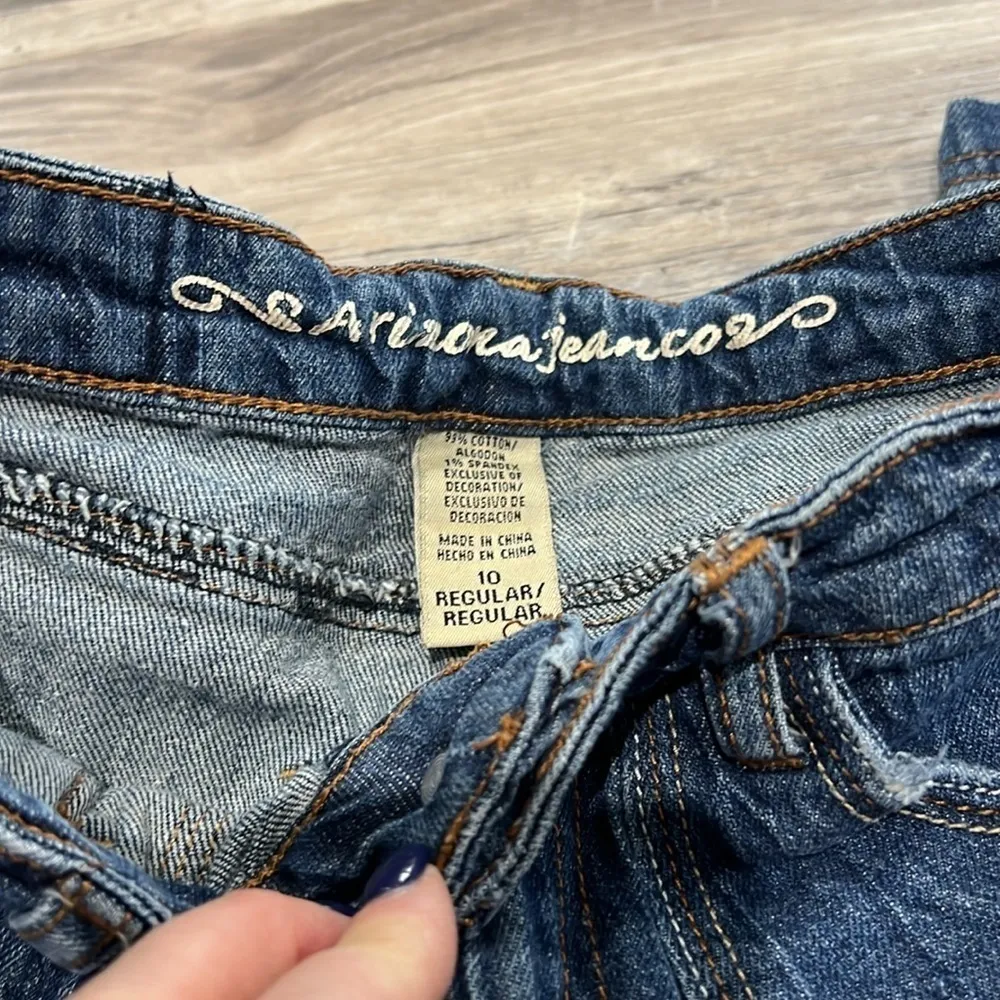 Arizona jean co
99% COTTON/
ALGODON
1% SPANDEX
EXCLUSIVE OF
DECORATION/
EXCLUSIVO DE
DECORACION
MADE IN CHINA
HECHO EN CHINA
10
REGULAR/
REGULAR